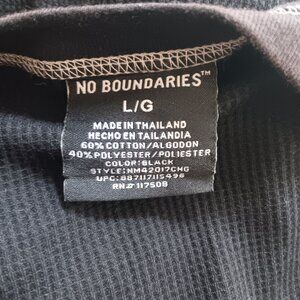 NO BOUNDARIES™
L/G
MADE IN THAILAND
HECHO EN TAILANDIA
60% COTTON/ALGODON
40% POLYESTER/POLIESTER
COLOR: BLACK
STYLE: NM42017CHG
UPC: 887117115496
RN# 117508